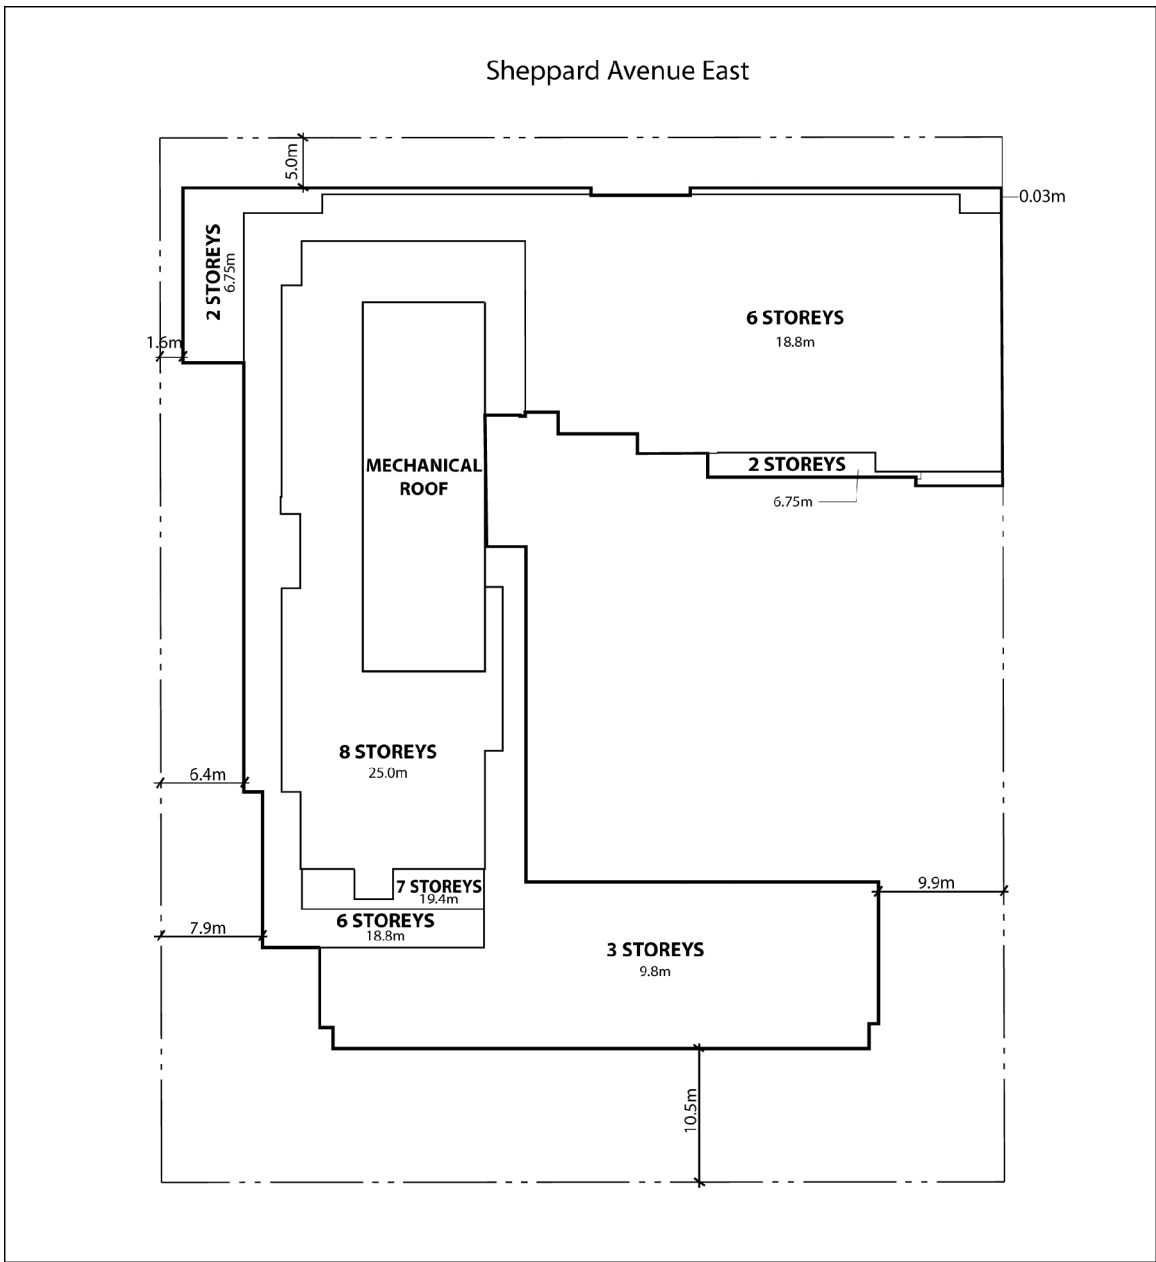 Sheppard Avenue East
5.0m
0.03m
2 STOREYS
6.75m
6 STOREYS
18.8m
1.6m
MECHANICAL
ROOF
2 STOREYS
6.75m
8 STOREYS
25.0m
6.4m
7 STOREYS
19.4m
9.9m
6 STOREYS
18.8m
7.9m
3 STOREYS
9.8m
10.5m